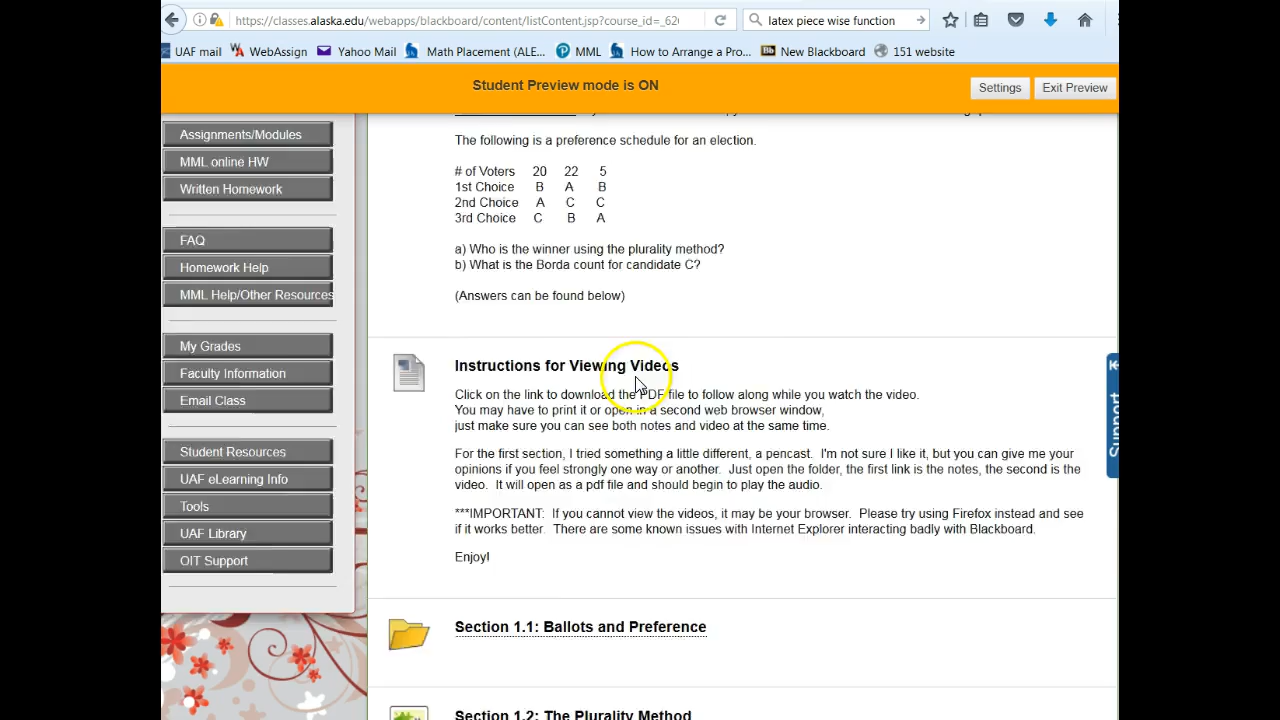 https://classes.alaska.edu/webapps/blackboard/content/listContent.jsp?course_id=_62
latex piece wise function
UAF mail WebAssign Yahoo Mail Math Placement (ALE... MML How to Arrange a Pro... New Blackboard 151 website
Student Preview mode is ON
Settings Exit Preview
Assignments/Modules
MML online HW
Written Homework
FAQ
Homework Help
MML Help/Other Resources
My Grades
Faculty Information
Email Class
Student Resources
UAF eLearning Info
Tools
UAF Library
OIT Support
The following is a preference schedule for an election.
# of Voters 20 22 5
1st Choice B A B
2nd Choice A C C
3rd Choice C B A
a) Who is the winner using the plurality method?
b) What is the Borda count for candidate C?
(Answers can be found below)
Instructions for Viewing Videos
Click on the link to download the PDF file to follow along while you watch the video.
You may have to print it or open in a second web browser window,
just make sure you can see both notes and video at the same time.
For the first section, I tried something a little different, a pencast. I'm not sure I like it, but you can give me your
opinions if you feel strongly one way or another. Just open the folder, the first link is the notes, the second is the
video. It will open as a pdf file and should begin to play the audio.
***IMPORTANT: If you cannot view the videos, it may be your browser. Please try using Firefox instead and see
if it works better. There are some known issues with Internet Explorer interacting badly with Blackboard.
Enjoy!
Section 1.1: Ballots and Preference
Section 1.2: The Plurality Method
Support